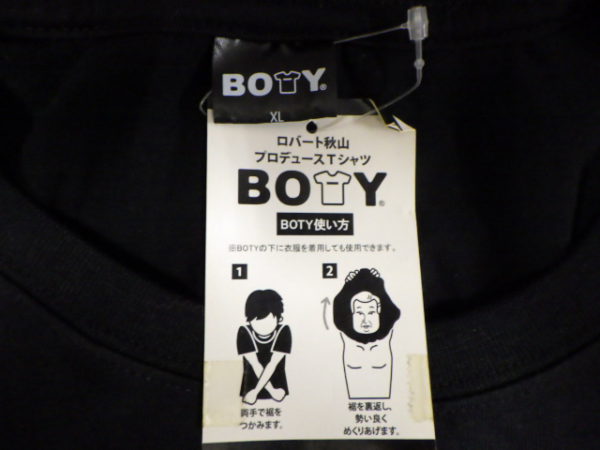 BOTY®
XL
ロバート秋山
プロデュースTシャツ
BOTY®
BOTY使い方
※BOTYの下に衣服を着用しても使用できます。
1
両手で裾を
つかみます。
2
裾を裏返し、
勢い良く
めくりあげます。